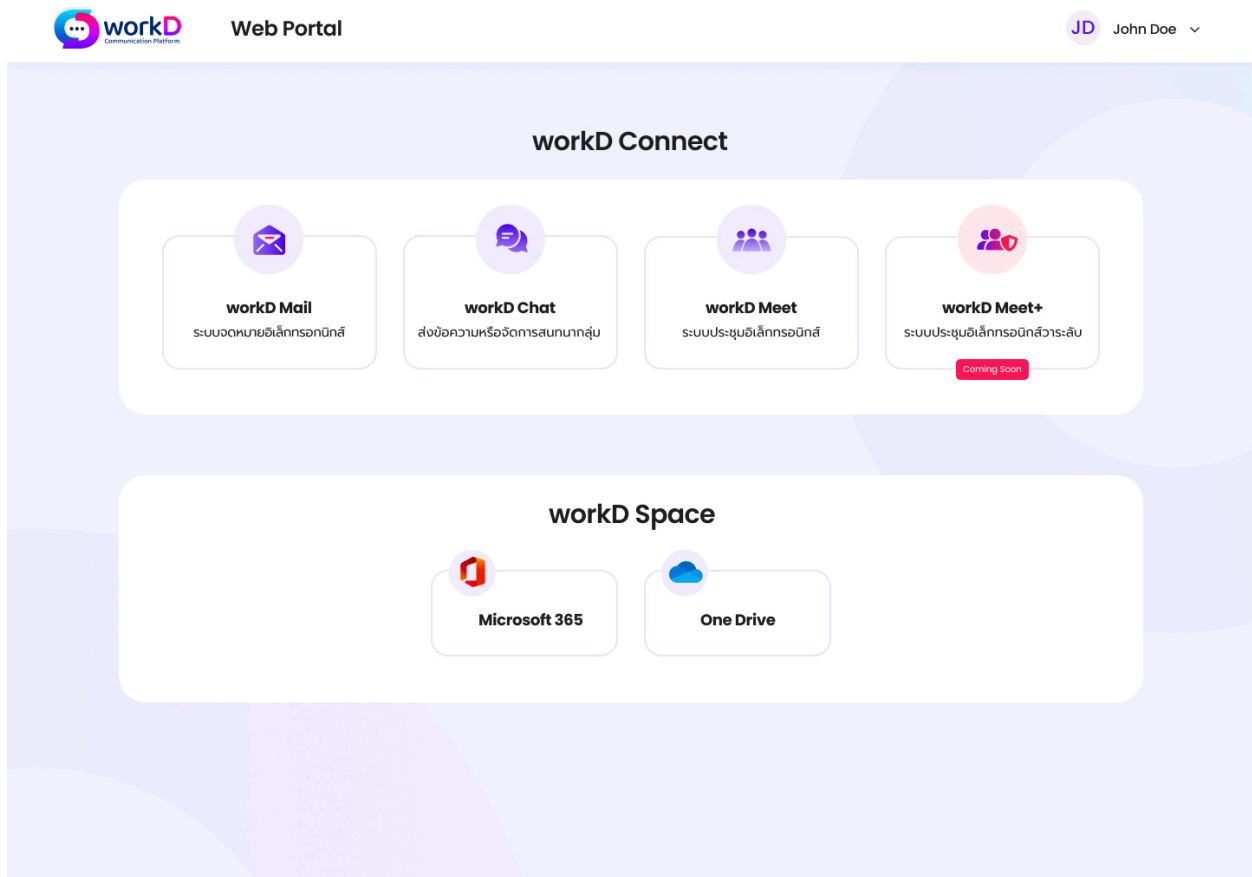 workD
Communication Platform
Web Portal
JD
John Doe
workD Connect
workD Mail
ระบบจดหมายอิเล็กทรอกนิกส์
workD Chat
ส่งข้อความหรือจัดการสนทนากลุ่ม
workD Meet
ระบบประชุมอิเล็กทรอนิกส์
workD Meet+
ระบบประชุมอิเล็กทรอนิกส์วาระลับ
Coming Soon
workD Space
Microsoft 365
One Drive